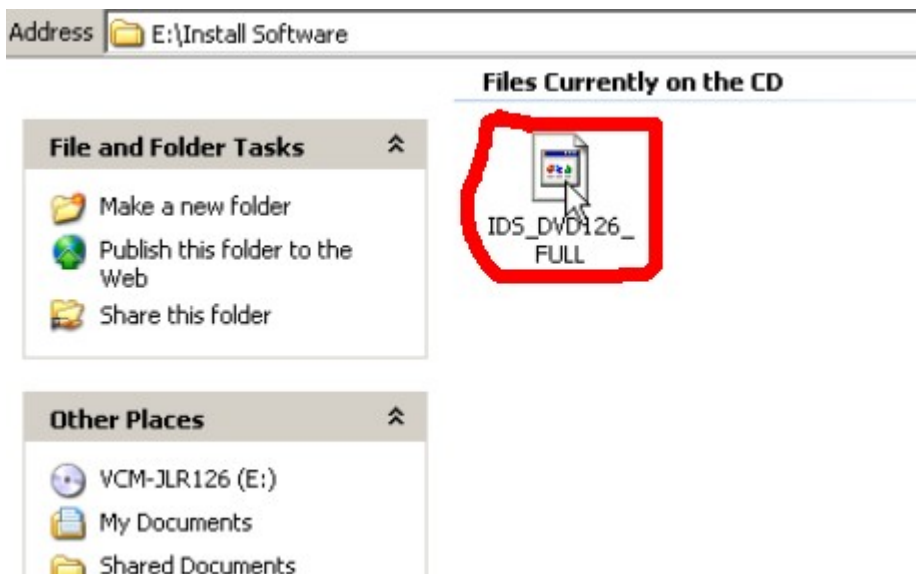 Address E:\Install Software
Files Currently on the CD
File and Folder Tasks
IDS_DVD126_
FULL
Make a new folder
Publish this folder to the
Web
Share this folder
Other Places
VCM-JLR126 (E:)
My Documents
Shared Documents